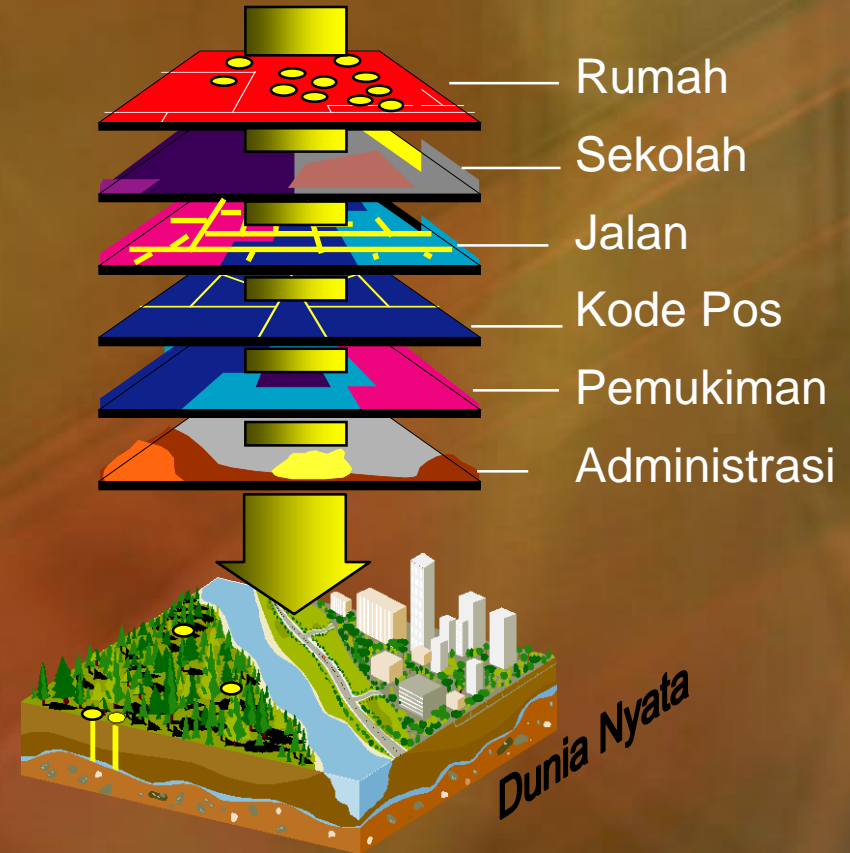 Rumah
Sekolah
Jalan
Kode Pos
Pemukiman
Administrasi
Dunia Nyata